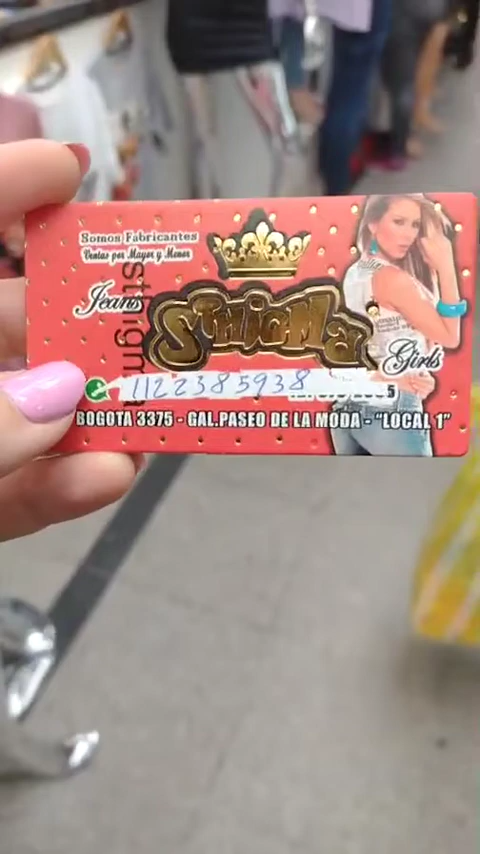 Somos Fabricantes
Ventas por Mayor y Menor
Jeans
sthigma
SThiGMa
Girls
1122385938
BOGOTA 3375 - GAL.PASEO DE LA MODA - "LOCAL 1"